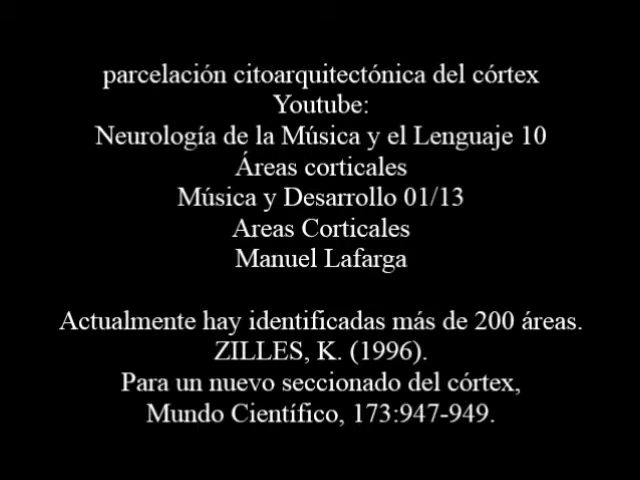 parcelación citoarquitectónica del córtex
Youtube:
Neurología de la Música y el Lenguaje 10
Áreas corticales
Música y Desarrollo 01/13
Areas Corticales
Manuel Lafarga
Actualmente hay identificadas más de 200 áreas.
ZILLES, K. (1996).
Para un nuevo seccionado del córtex,
Mundo Científico, 173:947-949.